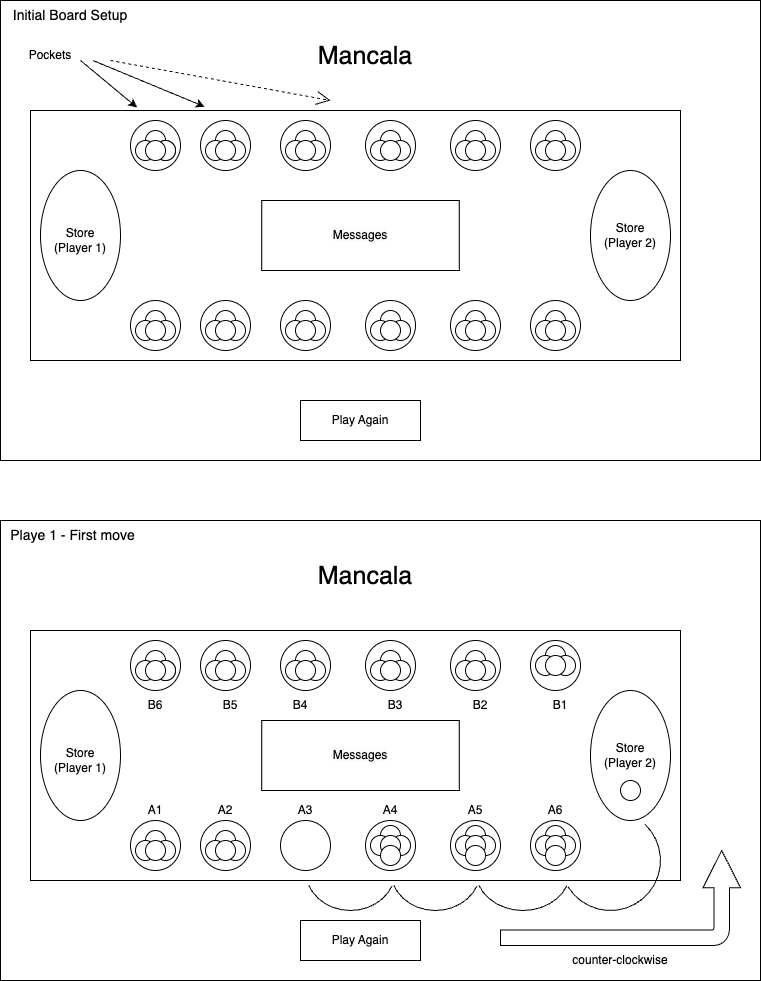 Initial Board Setup
Mancala
Pockets
Store
(Player 1)
Messages
Store
(Player 2)
Play Again
Playe 1 - First move
Mancala
B6
B5
B4
B3
B2
B1
Store
(Player 1)
Messages
Store
(Player 2)
A1
A2
A3
A4
A5
A6
Play Again
counter-clockwise